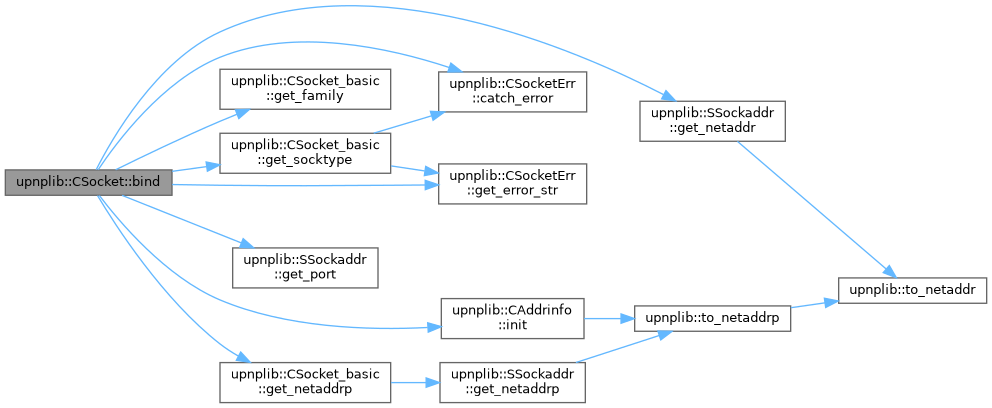 upnplib::CSocket::bind
upnplib::CSocket_basic
::get_family
upnplib::CSocket_basic
::get_socktype
upnplib::SSockaddr
::get_port
upnplib::CSocket_basic
::get_netaddrp
upnplib::CSocketErr
::catch_error
upnplib::CSocketErr
::get_error_str
upnplib::CAddrinfo
::init
upnplib::SSockaddr
::get_netaddrp
upnplib::SSockaddr
::get_netaddr
upnplib::to_netaddrp
upnplib::to_netaddr